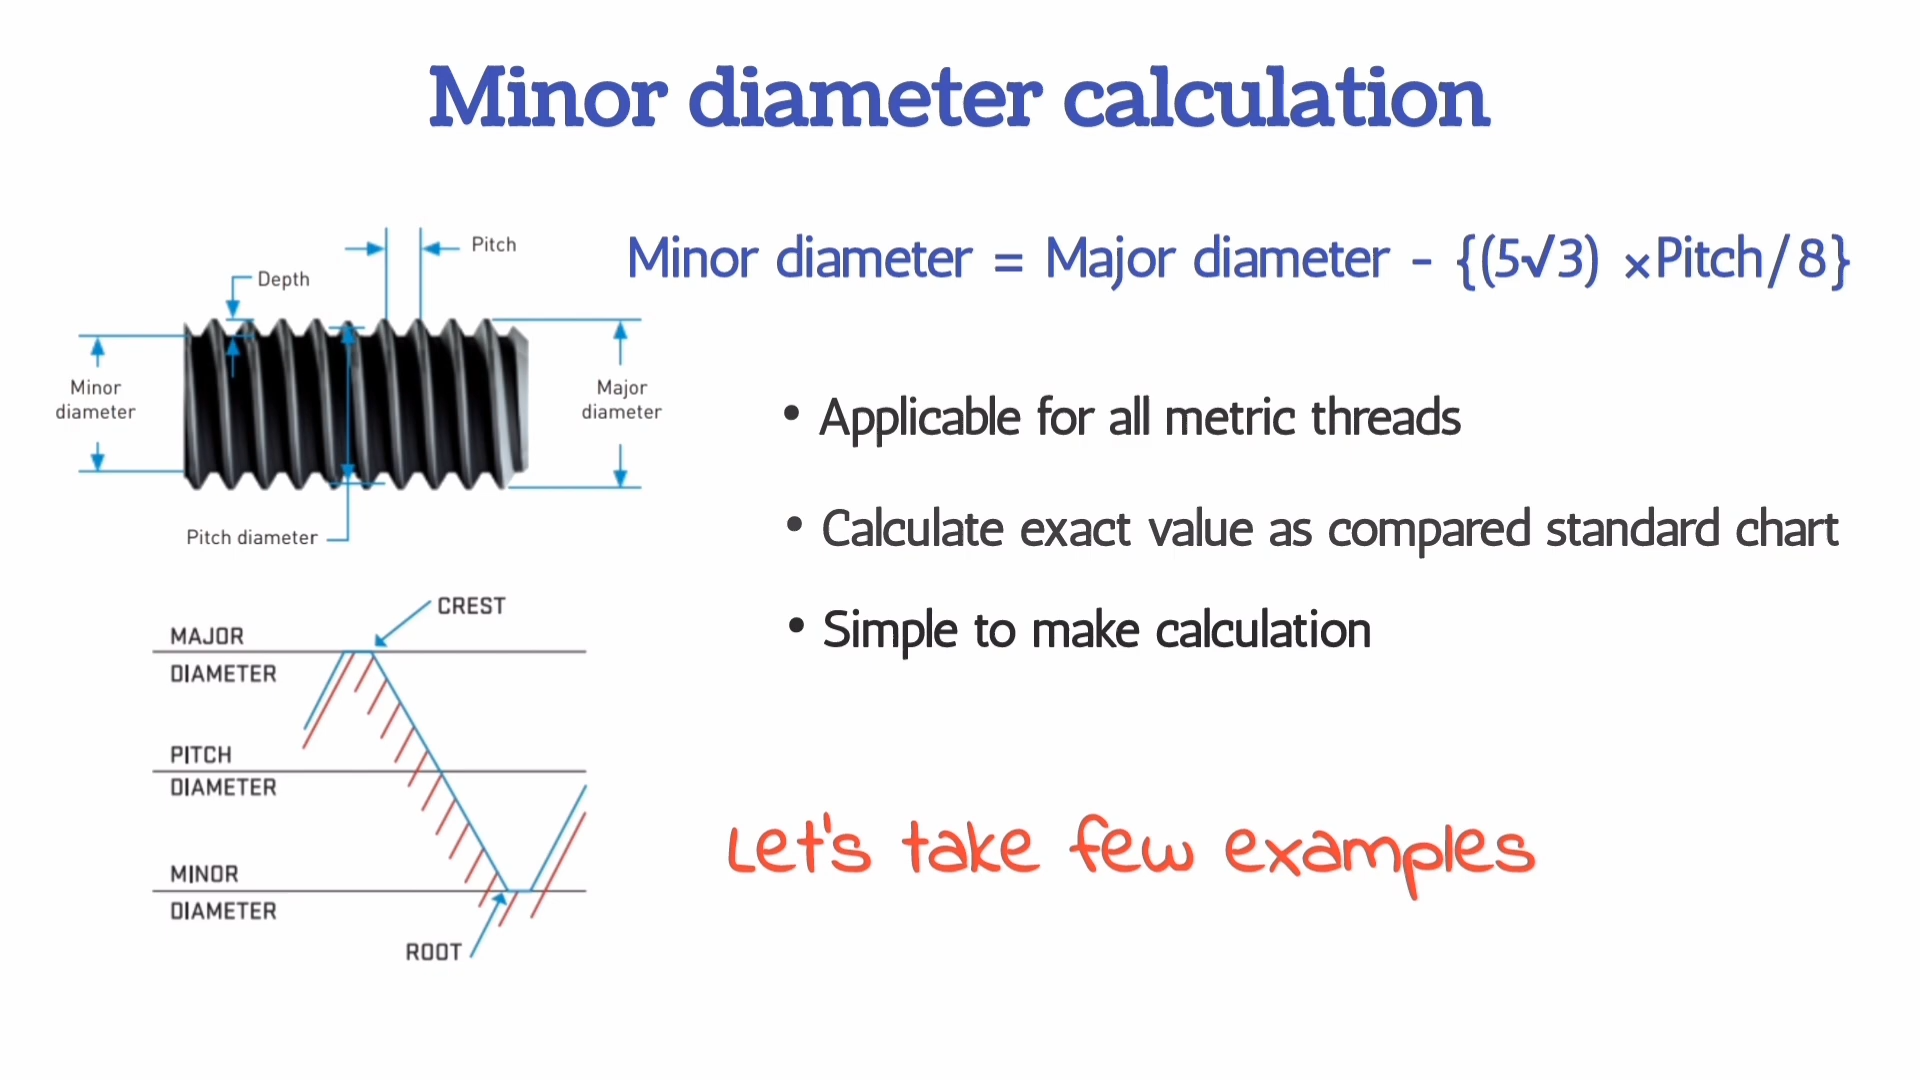 Minor diameter calculation
Pitch
Depth
Minor
diameter
Major
diameter
Pitch diameter
Minor diameter = Major diameter - {(5√3) ×Pitch/8}
• Applicable for all metric threads
• Calculate exact value as compared standard chart
• Simple to make calculation
CREST
MAJOR
DIAMETER
PITCH
DIAMETER
MINOR
DIAMETER
ROOT
Let's take few examples